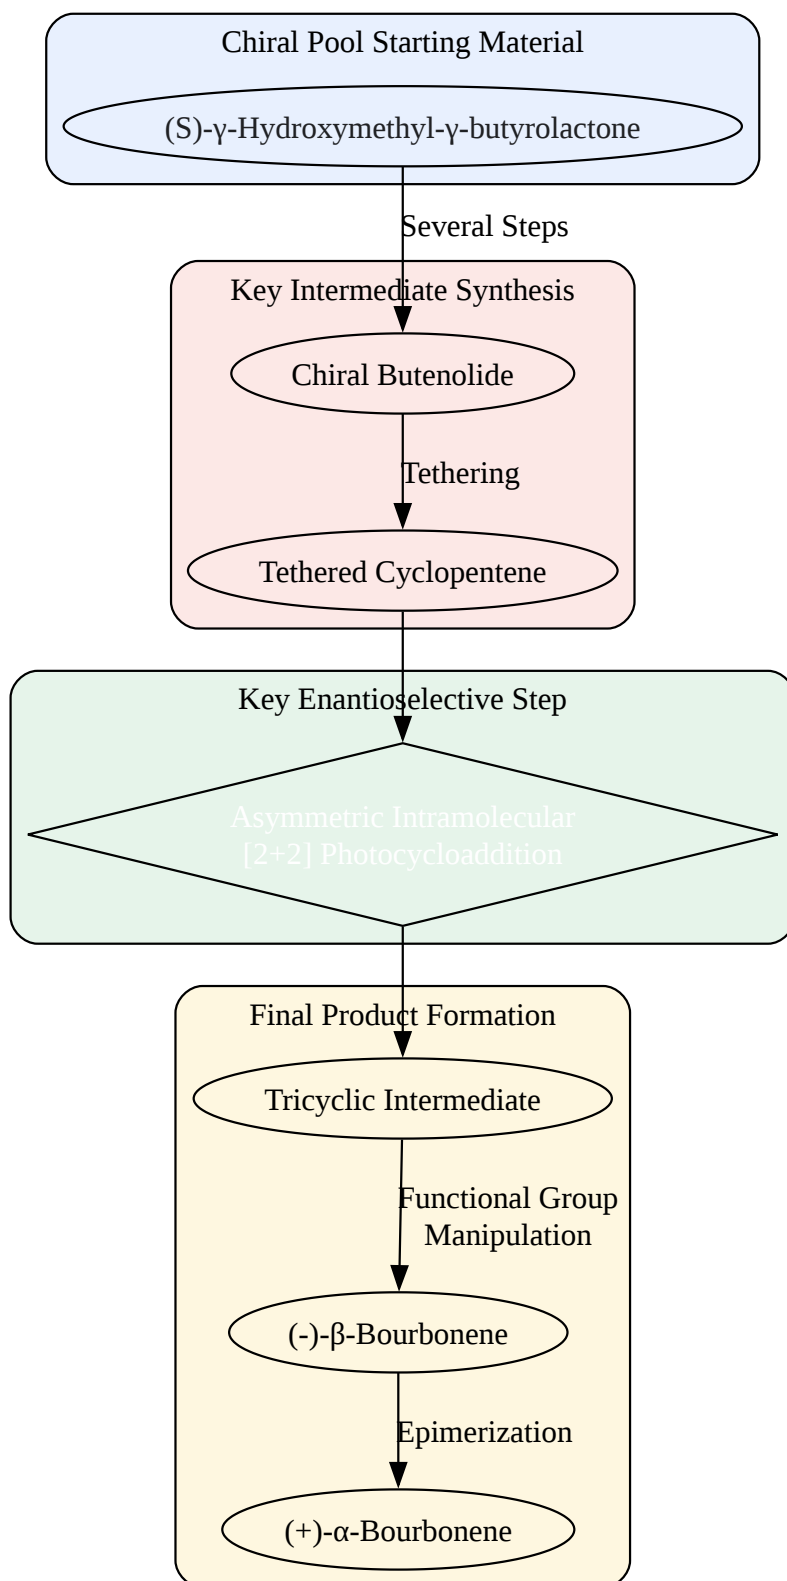 Chiral Pool Starting Material
(S)-γ-Hydroxymethyl-γ-butyrolactone
Several Steps
Key Intermediate Synthesis
Chiral Butenolide
Tethering
Tethered Cyclopentene
Key Enantioselective Step
Asymmetric Intramolecular
[2+2] Photocycloaddition
Final Product Formation
Tricyclic Intermediate
Functional Group
Manipulation
(-)-β-Bourbonene
Epimerization
(+)-α-Bourbonene